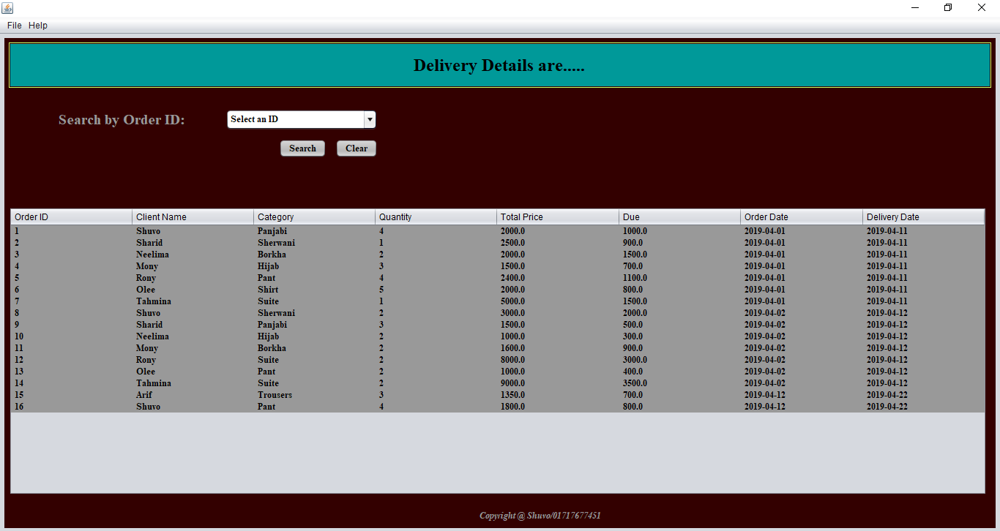 File Help
Delivery Details are.....
Search by Order ID: Select an ID
Search Clear
Order ID Client Name Category Quantity Total Price Due Order Date Delivery Date
1 Shuvo Panjabi 4 2000.0 1000.0 2019-04-01 2019-04-11
2 Sharid Sherwani 1 2500.0 900.0 2019-04-01 2019-04-11
3 Neelima Borkha 2 2000.0 1500.0 2019-04-01 2019-04-11
4 Mony Hijab 3 1500.0 700.0 2019-04-01 2019-04-11
5 Rony Pant 4 2400.0 1100.0 2019-04-01 2019-04-11
6 Olee Shirt 5 2000.0 800.0 2019-04-01 2019-04-11
7 Tahmina Suite 1 5000.0 1500.0 2019-04-01 2019-04-11
8 Shuvo Sherwani 2 3000.0 2000.0 2019-04-02 2019-04-12
9 Sharid Panjabi 3 1500.0 500.0 2019-04-02 2019-04-12
10 Neelima Hijab 2 1000.0 300.0 2019-04-02 2019-04-12
11 Mony Borkha 2 1600.0 900.0 2019-04-02 2019-04-12
12 Rony Suite 2 8000.0 3000.0 2019-04-02 2019-04-12
13 Olee Pant 2 1000.0 400.0 2019-04-02 2019-04-12
14 Tahmina Suite 2 9000.0 3500.0 2019-04-02 2019-04-12
15 Arif Trousers 3 1350.0 700.0 2019-04-12 2019-04-22
16 Shuvo Pant 4 1800.0 800.0 2019-04-12 2019-04-22
Copyright @ Shuvo/01717677451